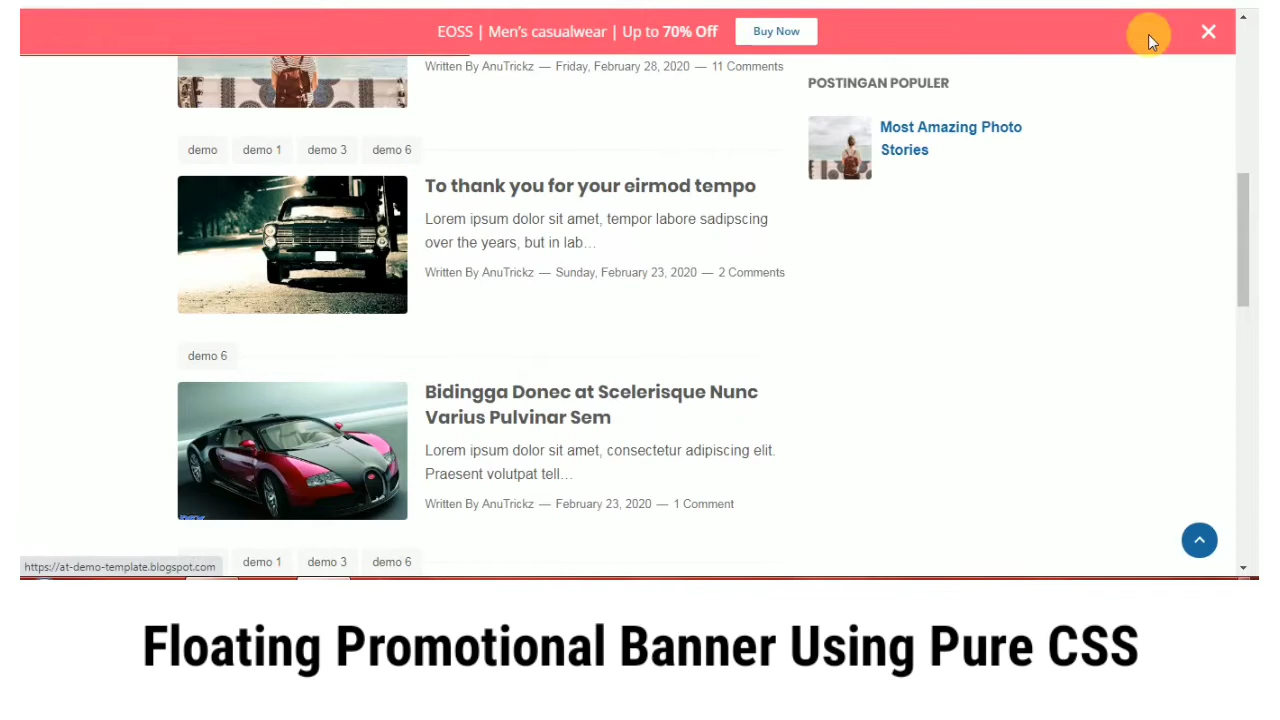 EOSS | Men's casualwear | Up to 70% Off
Buy Now
Written By AnuTrickz — Friday, February 28, 2020 — 11 Comments
demo
demo 1
demo 3
demo 6
To thank you for your eirmod tempo
Lorem ipsum dolor sit amet, tempor labore sadipscing
over the years, but in lab…
Written By AnuTrickz — Sunday, February 23, 2020 — 2 Comments
demo 6
Bidingga Donec at Scelerisque Nunc
Varius Pulvinar Sem
Lorem ipsum dolor sit amet, consectetur adipiscing elit.
Praesent volutpat tell…
Written By AnuTrickz — February 23, 2020 — 1 Comment
demo 1
demo 3
demo 6
POSTINGAN POPULER
Most Amazing Photo
Stories
https://at-demo-template.blogspot.com
Floating Promotional Banner Using Pure CSS